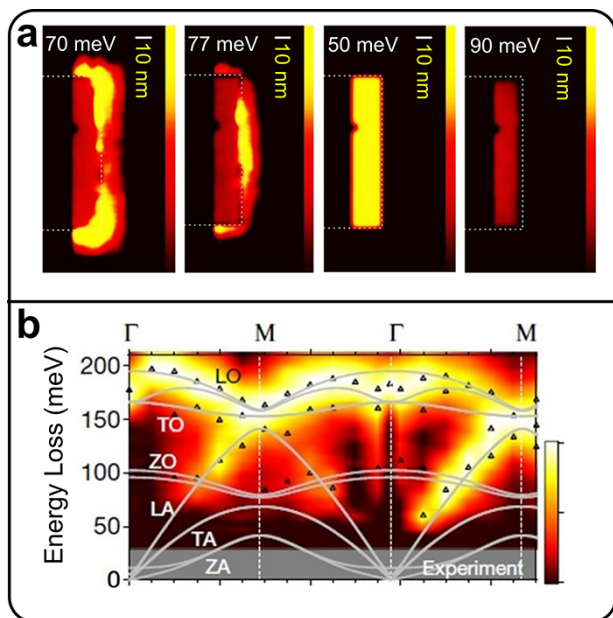 a
70 meV
10 nm
77 meV
10 nm
50 meV
10 nm
90 meV
10 nm
b
Γ M Γ M
Energy Loss (meV)
200
150
100
50
0
LO
TO
ZO
LA
TA
ZA
Experiment